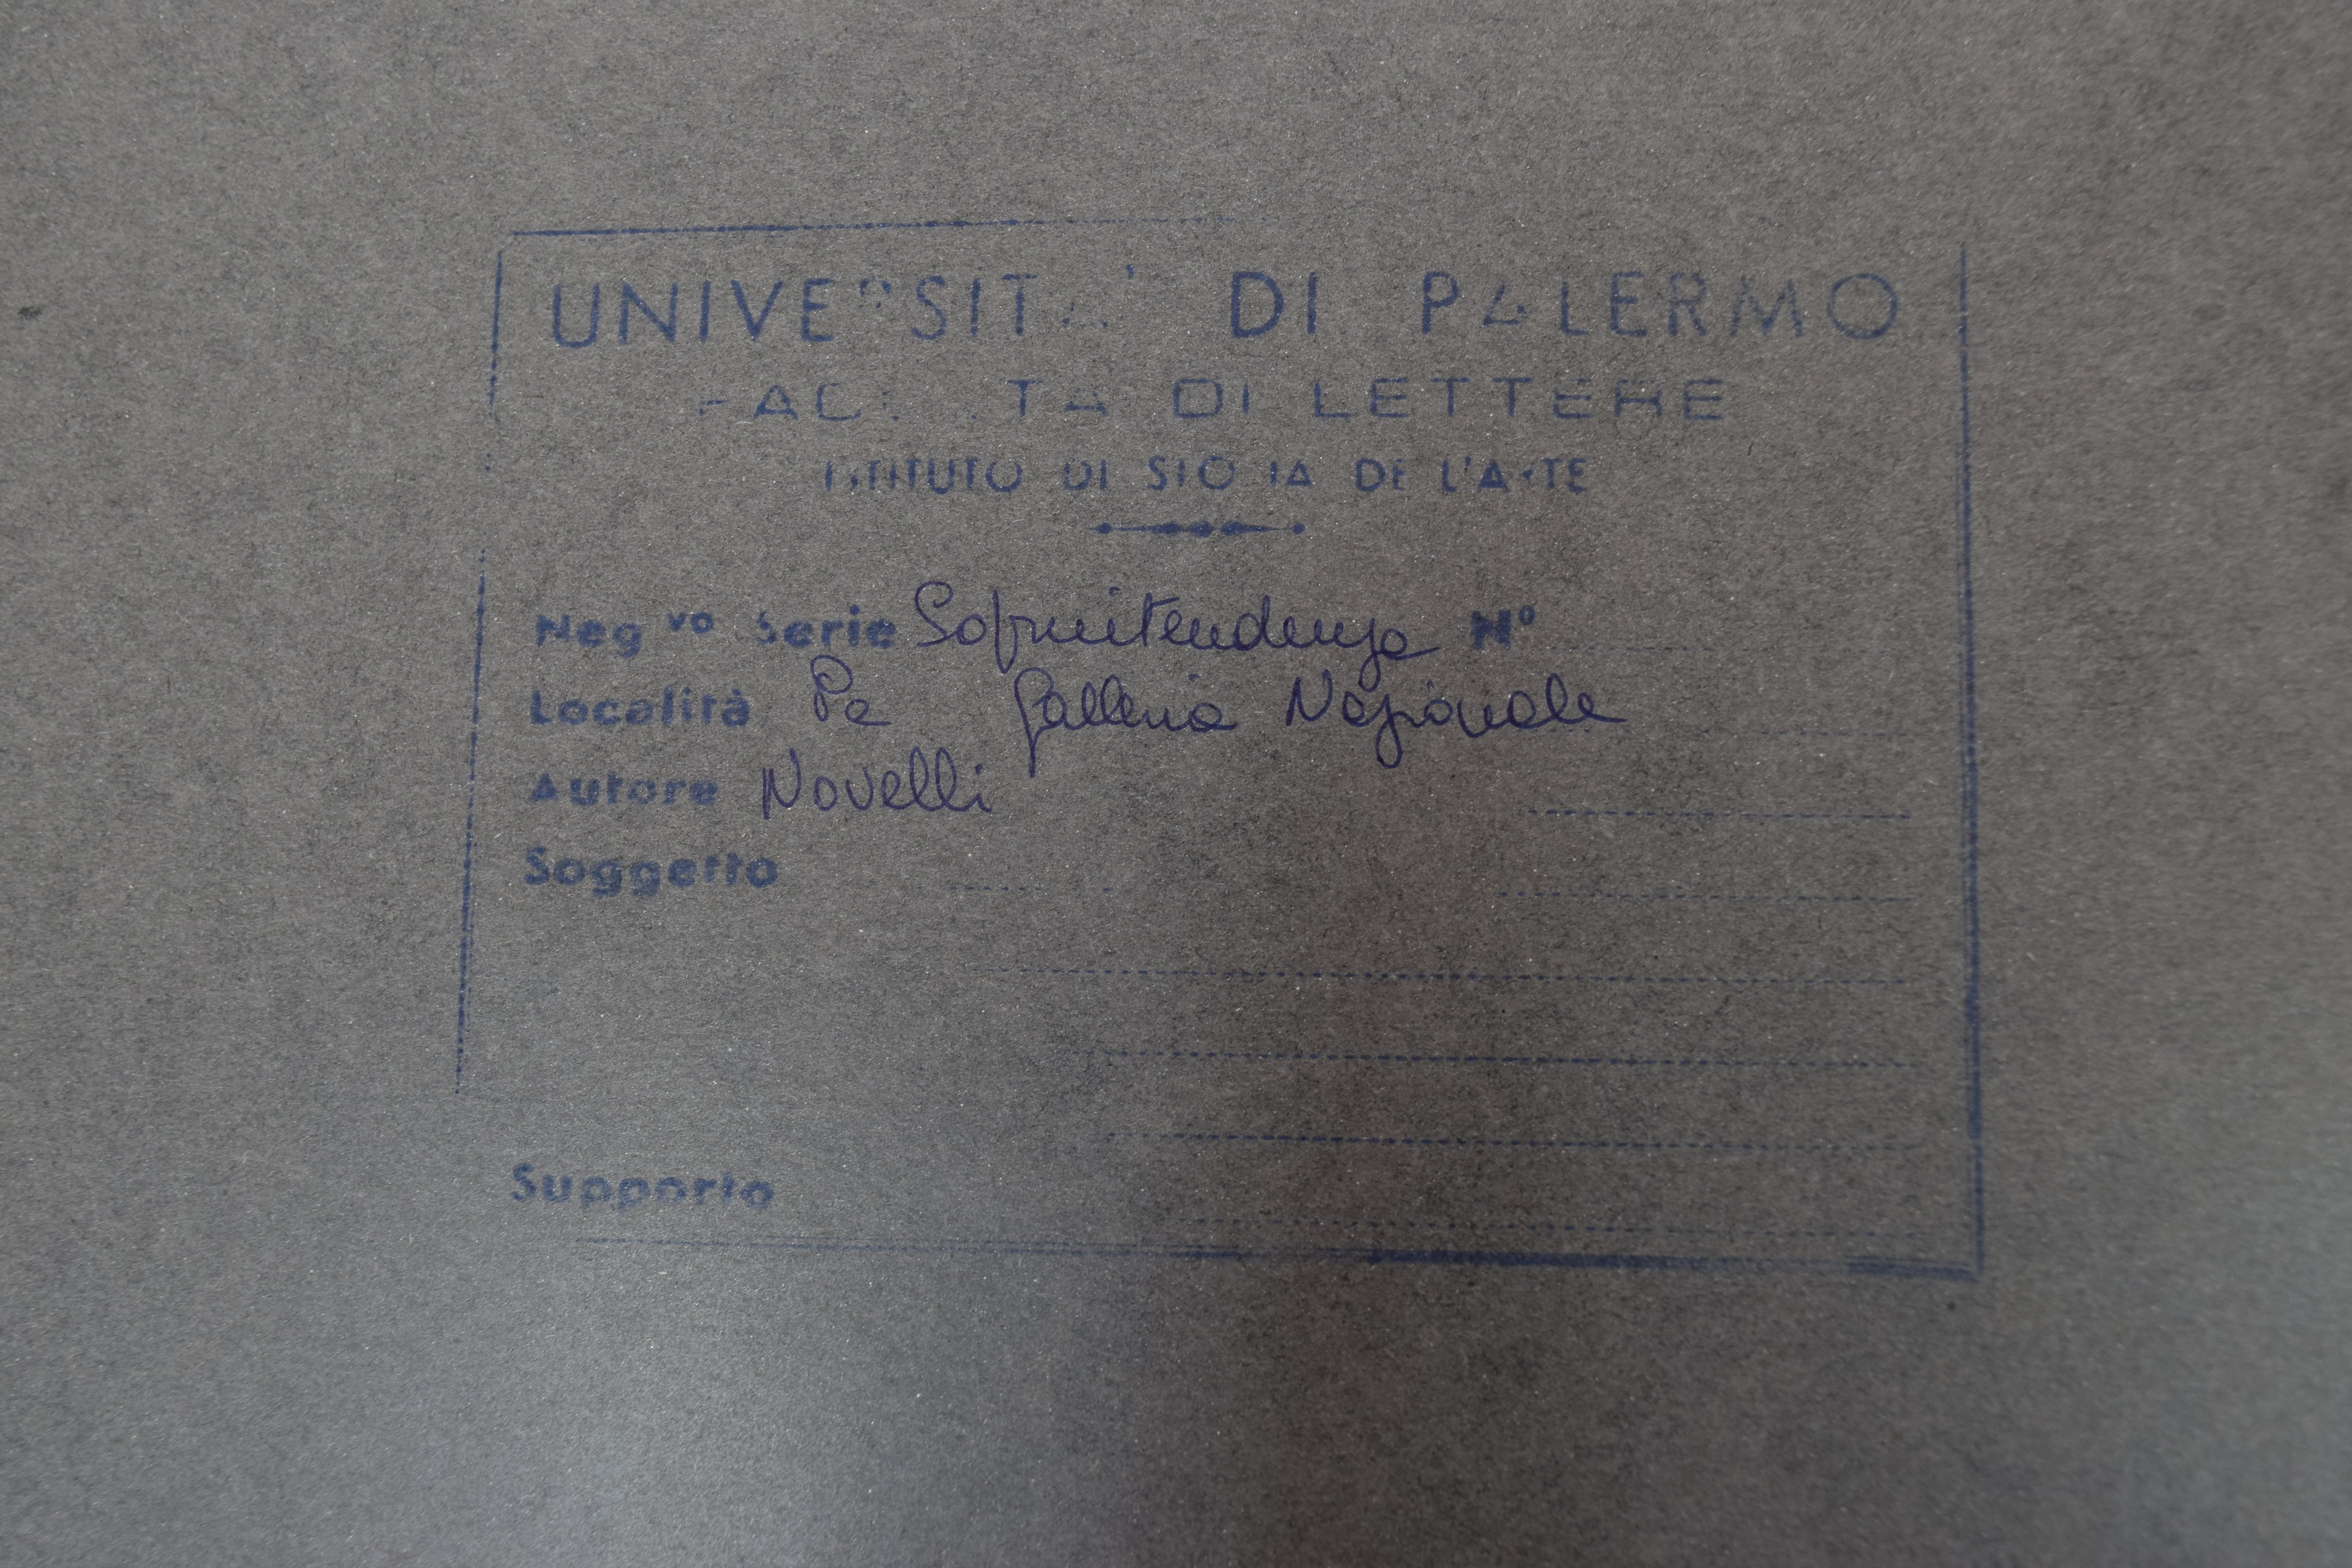 UNIVERSITA' DI PALERMO
FACOLTA DI LETTERE
ISTITUTO DI STORIA DELL'ARTE
Neg vo Serie Soprintendenza N°
Località Pa Galleria Nazionale
Autore Novelli
Soggetto
Supporto